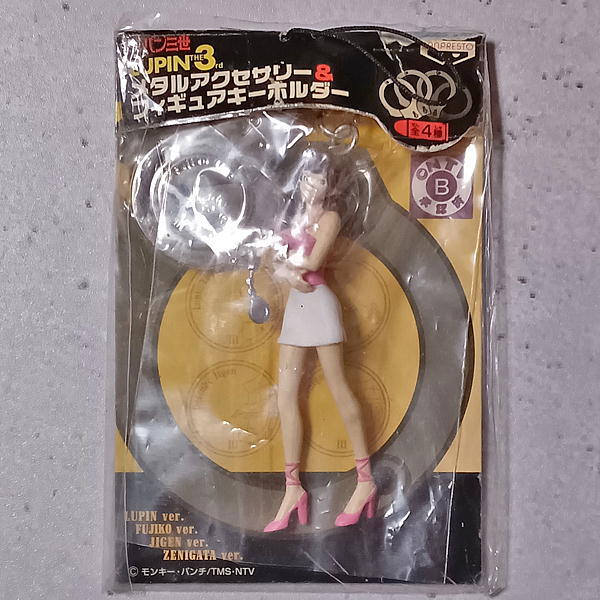 パン三世
LUPIN THE 3rd
BANPRESTO
メタルアクセサリー&
フィギュアキーホルダー
全4種
B
LUPIN ver.
FUJIKO ver.
JIGEN ver.
ZENIGATA ver.
© モンキー・パンチ/TMS・NTV